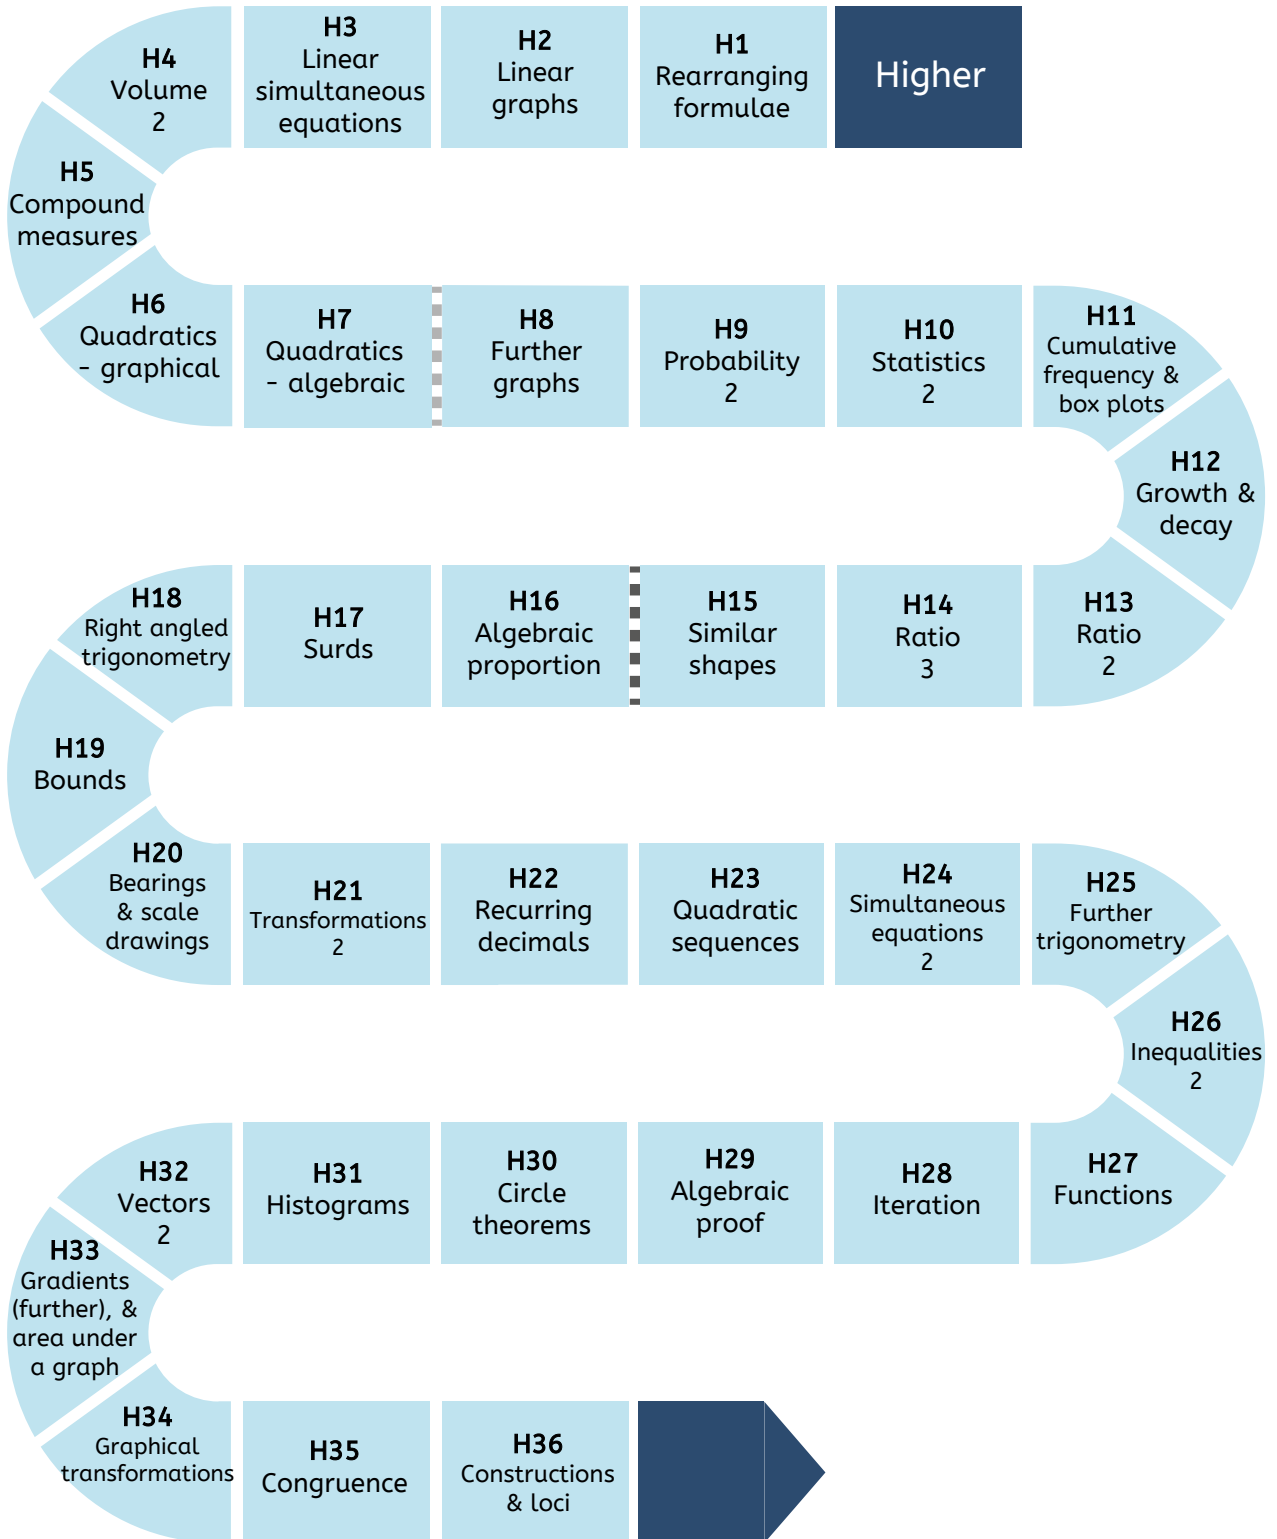 Higher
H1
Rearranging
formulae
H2
Linear
graphs
H3
Linear
simultaneous
equations
H4
Volume
2
H5
Compound
measures
H6
Quadratics
- graphical
H7
Quadratics
- algebraic
H8
Further
graphs
H9
Probability
2
H10
Statistics
2
H11
Cumulative
frequency &
box plots
H12
Growth &
decay
H13
Ratio
2
H14
Ratio
3
H15
Similar
shapes
H16
Algebraic
proportion
H17
Surds
H18
Right angled
trigonometry
H19
Bounds
H20
Bearings
& scale
drawings
H21
Transformations
2
H22
Recurring
decimals
H23
Quadratic
sequences
H24
Simultaneous
equations
2
H25
Further
trigonometry
H26
Inequalities
2
H27
Functions
H28
Iteration
H29
Algebraic
proof
H30
Circle
theorems
H31
Histograms
H32
Vectors
2
H33
Gradients
(further), &
area under
a graph
H34
Graphical
transformations
H35
Congruence
H36
Constructions
& loci